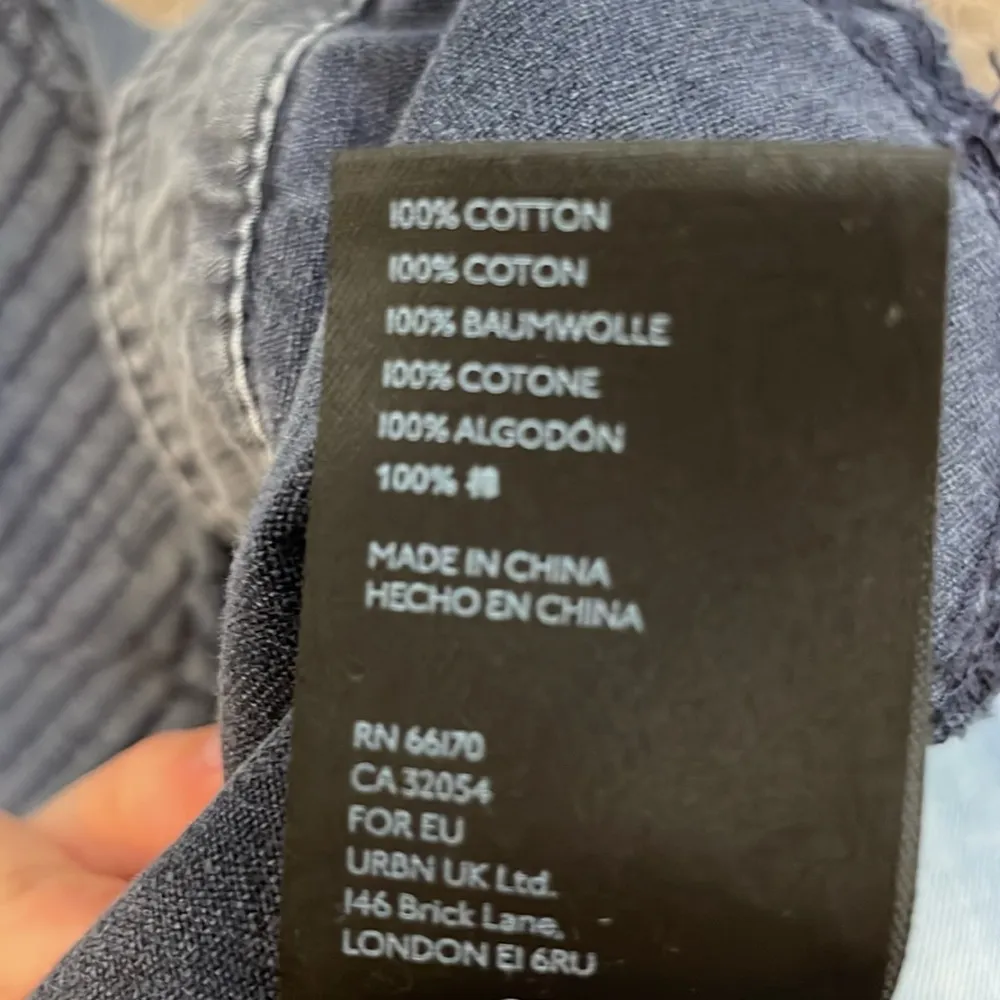 100% COTTON
100% COTON
100% BAUMWOLLE
100% COTONE
100% ALGODÓN
100% 棉
MADE IN CHINA
HECHO EN CHINA
RN 66170
CA 32054
FOR EU
URBN UK Ltd.
146 Brick Lane,
LONDON E1 6RU